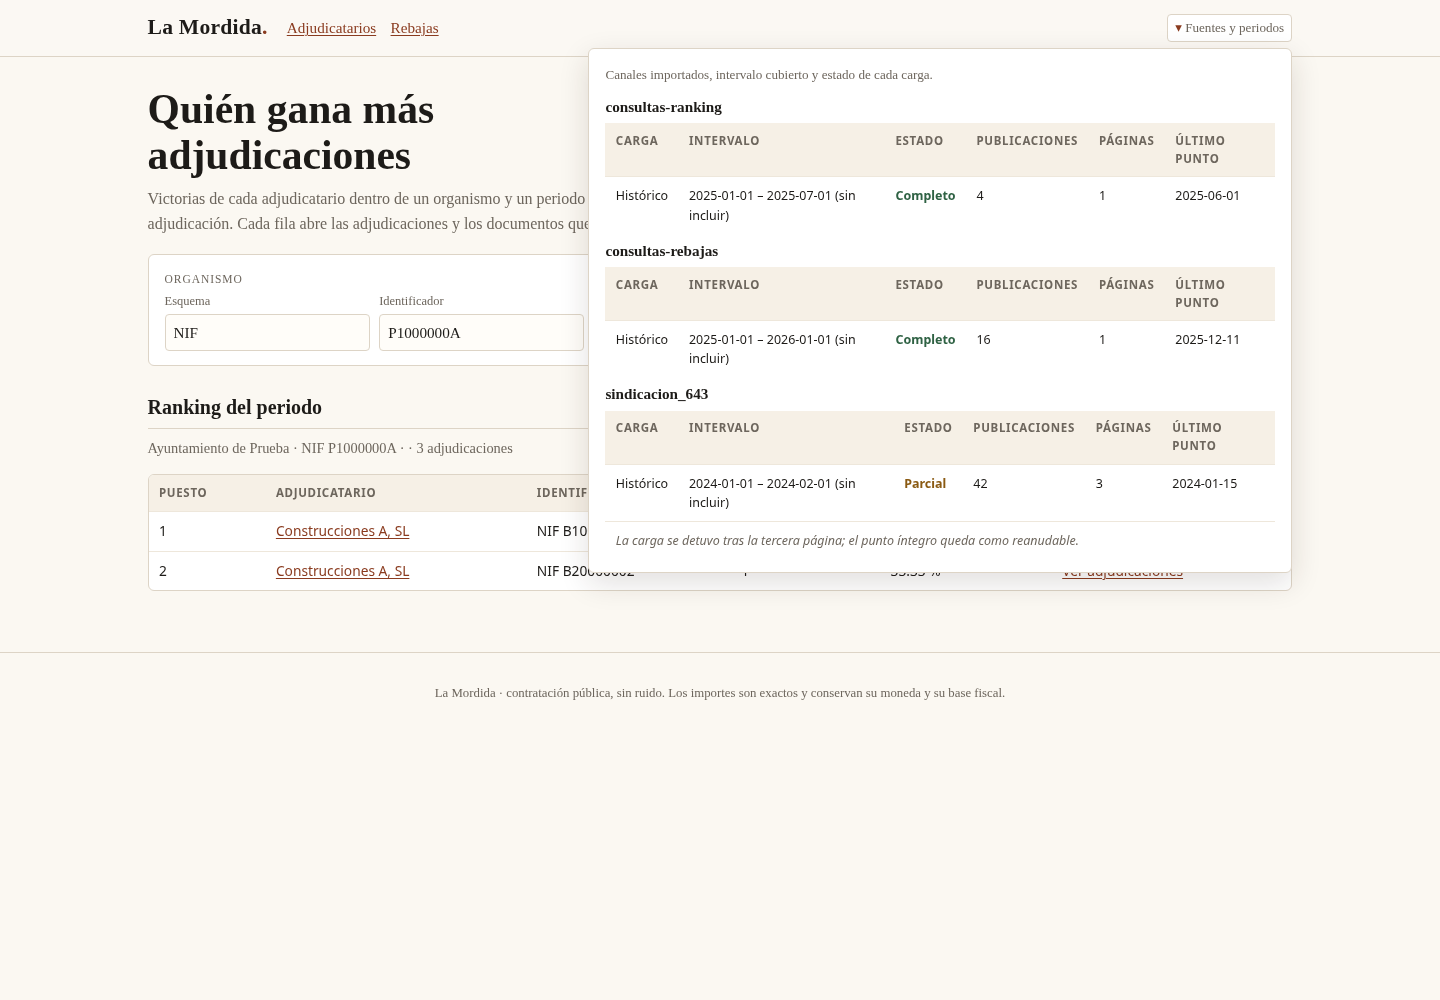 La Mordida.
Adjudicatarios
Rebajas
▾ Fuentes y periodos
Quién gana más
adjudicaciones
Victorias de cada adjudicatario dentro de un organismo y un periodo
adjudicación. Cada fila abre las adjudicaciones y los documentos que
ORGANISMO
Esquema
Identificador
NIF
P1000000A
Ranking del periodo
Ayuntamiento de Prueba · NIF P1000000A · · 3 adjudicaciones
PUESTO ADJUDICATARIO
1 Construcciones A, SL NIF
2 Construcciones A, SL NIF
Canales importados, intervalo cubierto y estado de cada carga.
consultas-ranking
CARGA INTERVALO ESTADO PUBLICACIONES PÁGINAS ÚLTIMO
PUNTO
Histórico 2025-01-01 – 2025-07-01 (sin Completo 4 1 2025-06-01
incluir)
consultas-rebajas
CARGA INTERVALO ESTADO PUBLICACIONES PÁGINAS ÚLTIMO
PUNTO
Histórico 2025-01-01 – 2026-01-01 (sin Completo 16 1 2025-12-11
incluir)
sindicacion_643
CARGA INTERVALO ESTADO PUBLICACIONES PÁGINAS ÚLTIMO
PUNTO
Histórico 2024-01-01 – 2024-02-01 (sin Parcial 42 3 2024-01-15
incluir)
La carga se detuvo tras la tercera página; el punto íntegro queda como reanudable.
La Mordida · contratación pública, sin ruido. Los importes son exactos y conservan su moneda y su base fiscal.